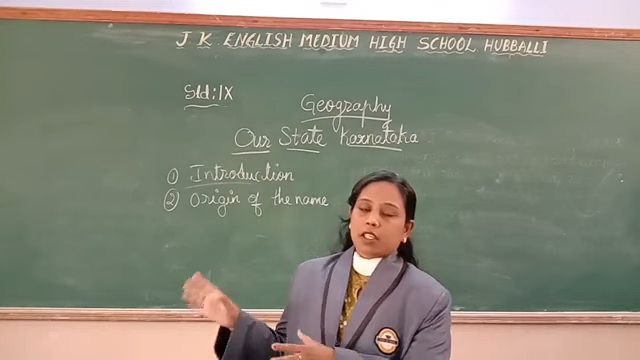 J K ENGLISH MEDIUM HIGH SCHOOL HUBBALLI
Std:IX
Geography
Our State Karnataka
① Introduction
② Origin of the name